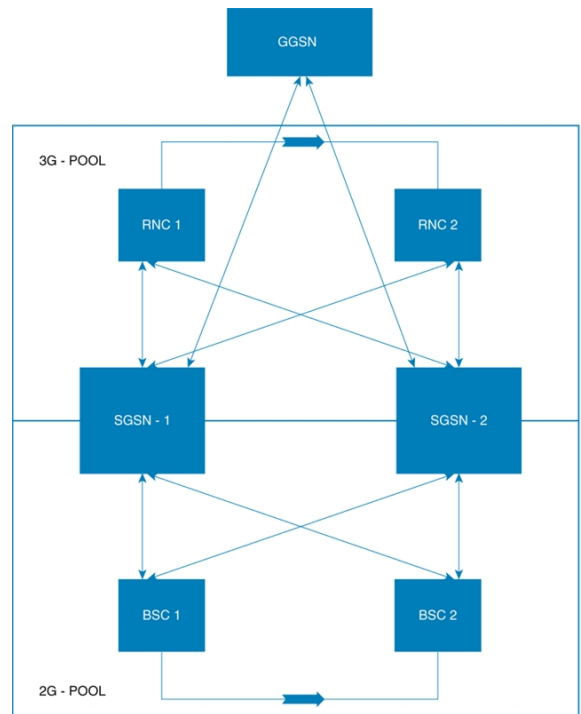 GGSN
3G - POOL
RNC 1
RNC 2
SGSN - 1
SGSN - 2
BSC 1
BSC 2
2G - POOL